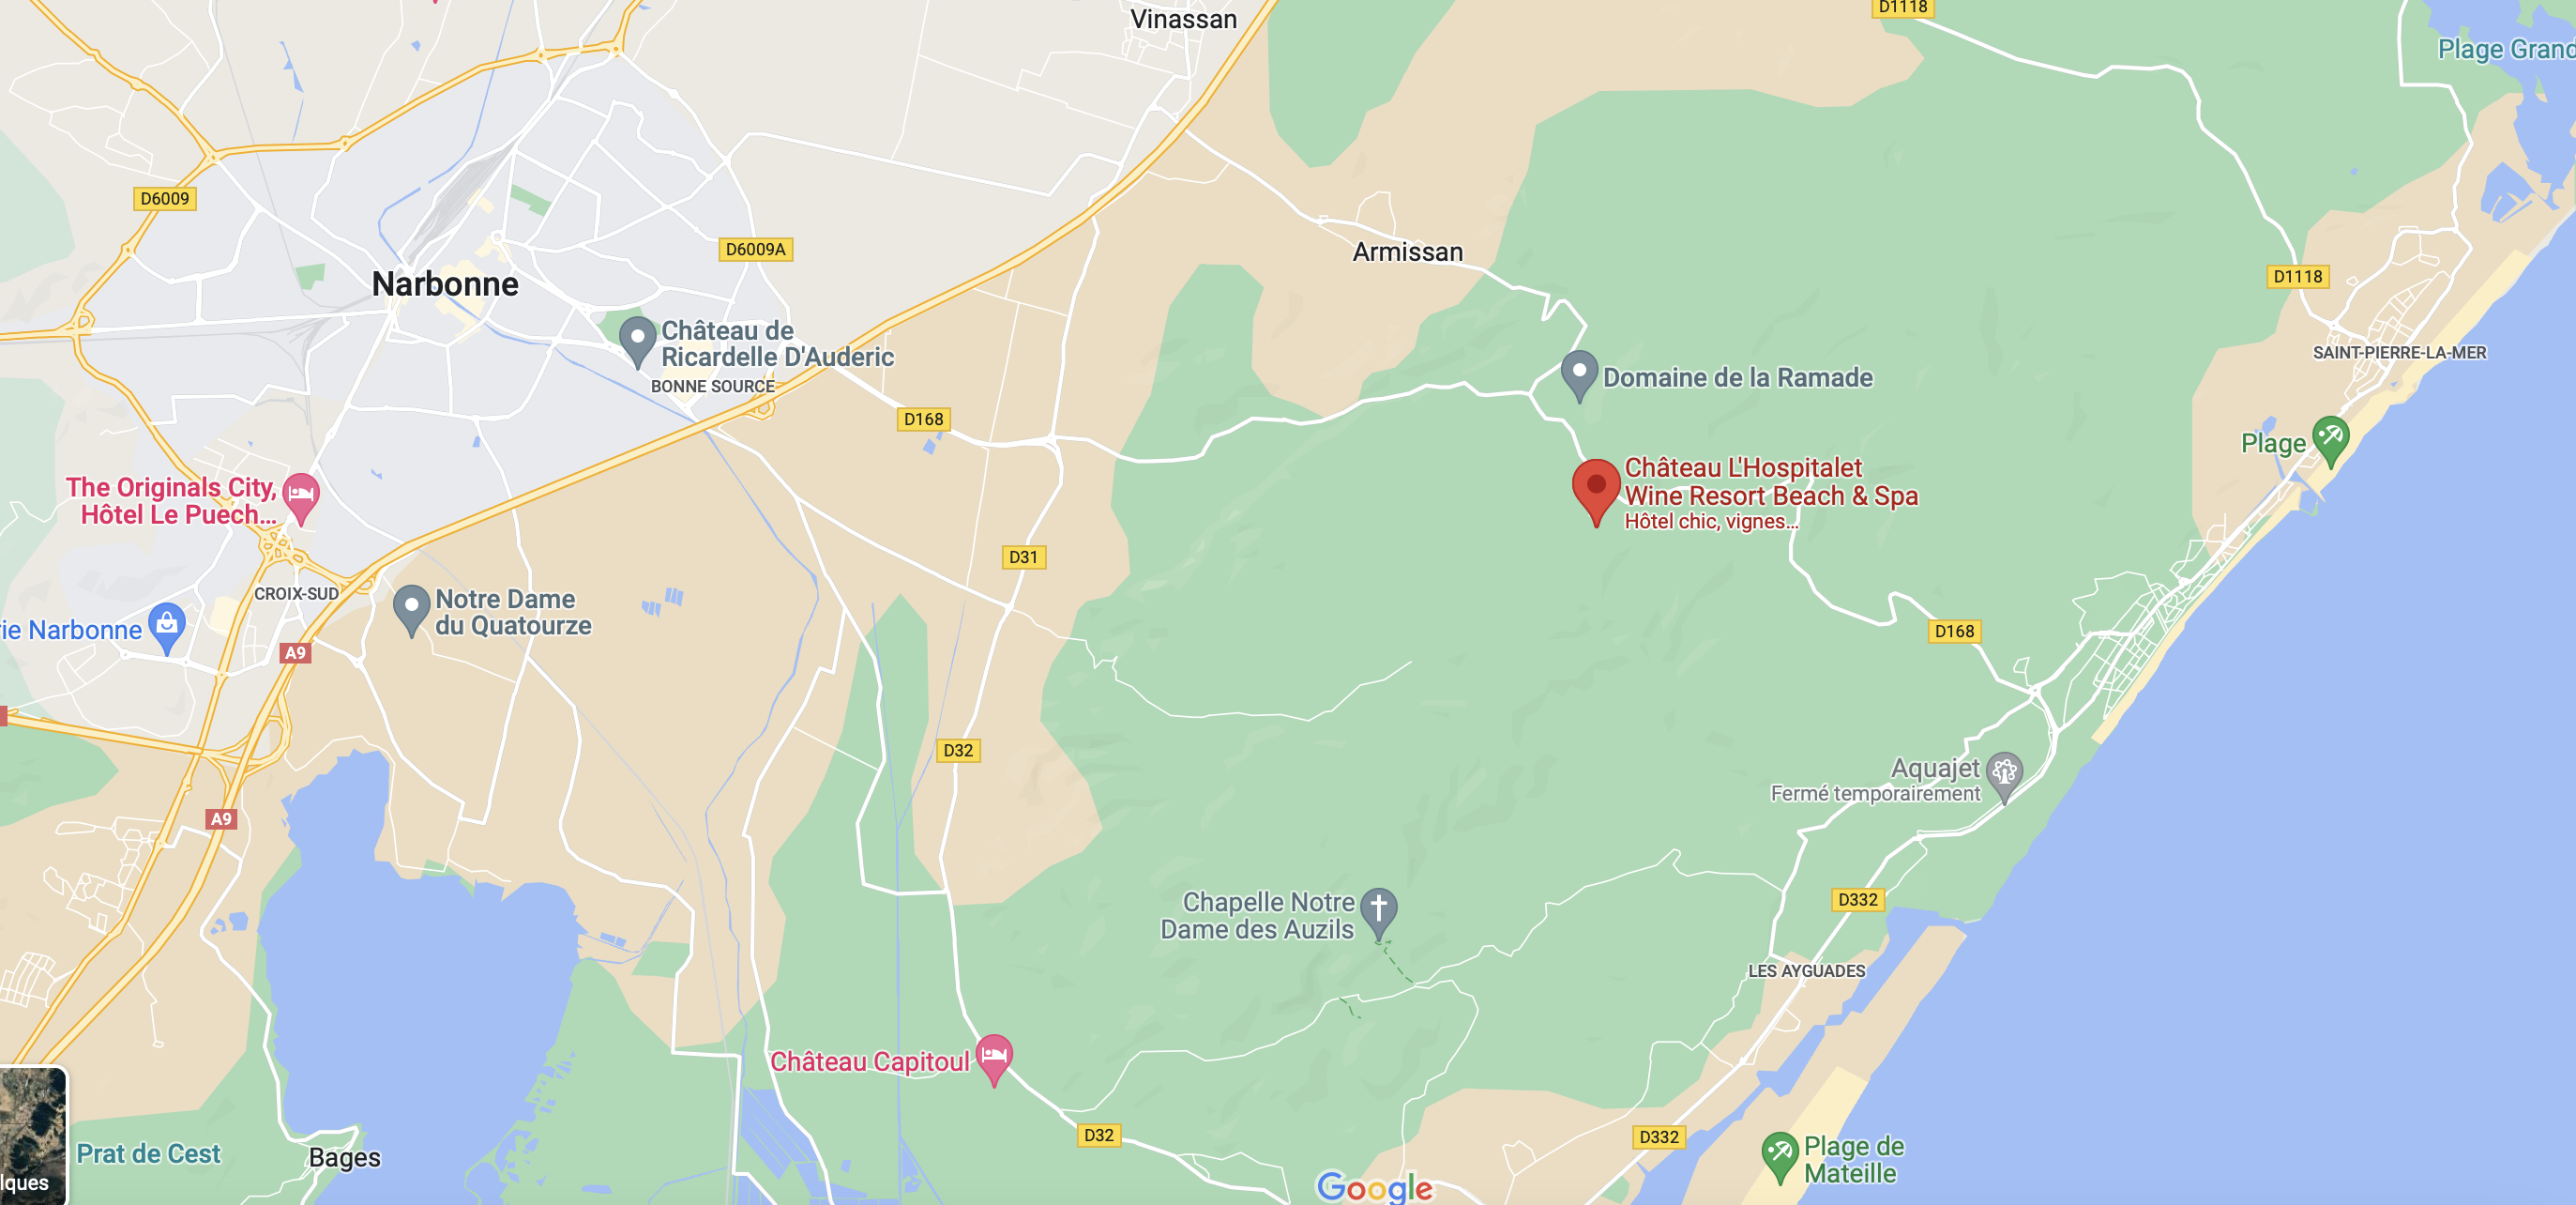 Vinassan
D1118
Plage Grand
D6009
D6009A
Armissan
Narbonne
D1118
Château de
Ricardelle D'Auderic
BONNE SOURCE
SAINT-PIERRE-LA-MER
Domaine de la Ramade
D168
Plage
Château L'Hospitalet
Wine Resort Beach & Spa
Hôtel chic, vignes...
The Originals City,
Hôtel Le Puech...
D31
CROIX-SUD
Notre Dame
du Quatourze
rie Narbonne
D168
A9
D32
Aquajet
Fermé temporairement
A9
D332
Chapelle Notre
Dame des Auzils
LES AYGUADES
Château Capitoul
D32
D332
Plage de
Mateille
Prat de Cest
Bages
lques
Google